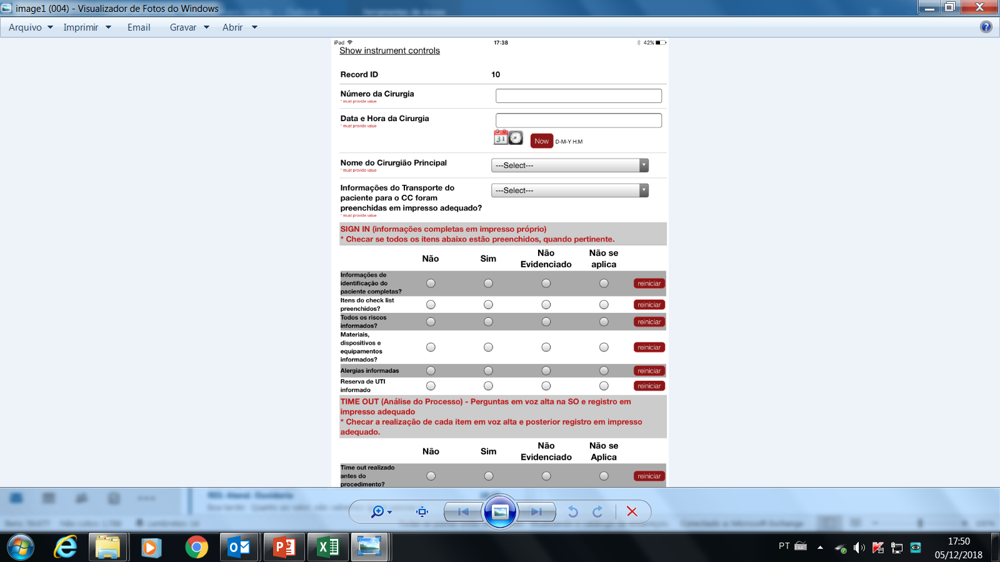 image1 (004) - Visualizador de Fotos do Windows
Arquivo Imprimir Email Gravar Abrir
iPad 17:38 42%
Show instrument controls
Record ID 10
Número da Cirurgia
* must provide value
Data e Hora da Cirurgia
* must provide value
31 Now D-M-Y H:M
Nome do Cirurgião Principal ---Select---
* must provide value
Informações do Transporte do ---Select---
paciente para o CC foram
preenchidas em impresso adequado?
* must provide value
SIGN IN (informações completas em impresso próprio)
* Checar se todos os itens abaixo estão preenchidos, quando pertinente.
Não Sim Não Evidenciado Não se aplica
Informações de
identificação do reiniciar
paciente completas?
Itens do check list reiniciar
preenchidos?
Todos os riscos reiniciar
informados?
Materiais,
dispositivos e reiniciar
equipamentos
informados?
Alergias informadas reiniciar
Reserva de UTI reiniciar
informado
TIME OUT (Análise do Processo) - Perguntas em voz alta na SO e registro em
impresso adequado
* Checar a realização de cada item em voz alta e posterior registro em impresso
adequado.
Não Sim Não Evidenciado Não se Aplica
Time out realizado
antes do reiniciar
procedimento?
PT 17:50
05/12/2018